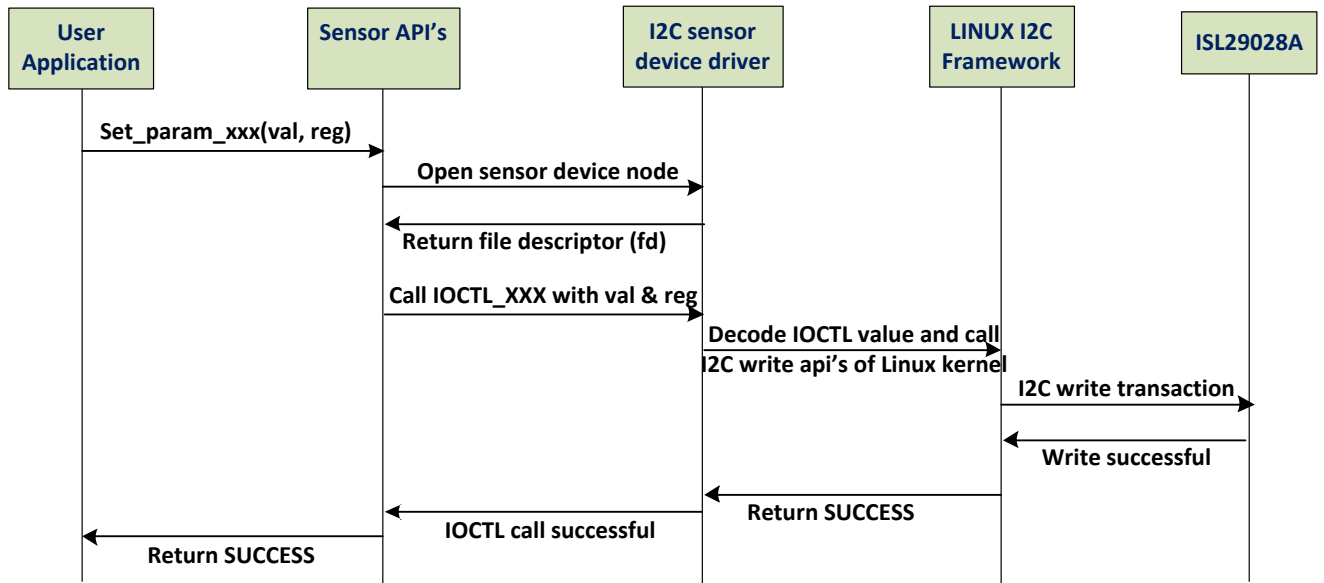 User
Application
Sensor API's
I2C sensor
device driver
LINUX I2C
Framework
ISL29028A
Set_param_xxx(val, reg)
Open sensor device node
Return file descriptor (fd)
Call IOCTL_XXX with val & reg
Decode IOCTL value and call
I2C write api's of Linux kernel
I2C write transaction
Write successful
Return SUCCESS
IOCTL call successful
Return SUCCESS